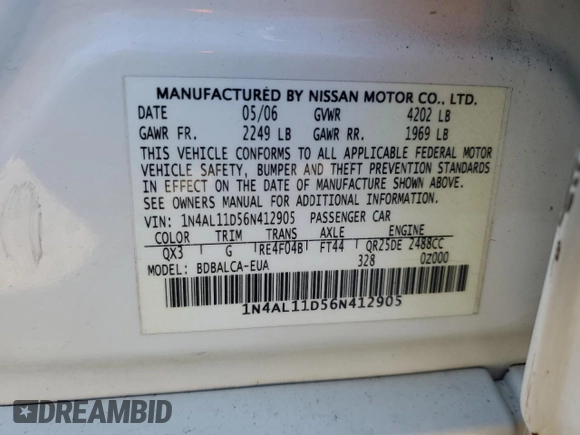 MANUFACTURED BY NISSAN MOTOR CO., LTD.
DATE 05/06 GVWR 4202 LB
GAWR FR. 2249 LB GAWR RR. 1969 LB
THIS VEHICLE CONFORMS TO ALL APPLICABLE FEDERAL MOTOR
VEHICLE SAFETY, BUMPER AND THEFT PREVENTION STANDARDS
IN EFFECT ON THE DATE OF MANUFACTURE SHOWN ABOVE.
SEE OWNERS MANUAL FOR ADDITIONAL INFORMATION.
VIN: 1N4AL11D56N412905 PASSENGER CAR
COLOR TRIM TRANS AXLE ENGINE
QX3 G RE4F04B FT44 QR25DE 2488CC
MODEL: BDBALCA-EUA 328 0Z000
1N4AL11D56N412905
DREAMBID